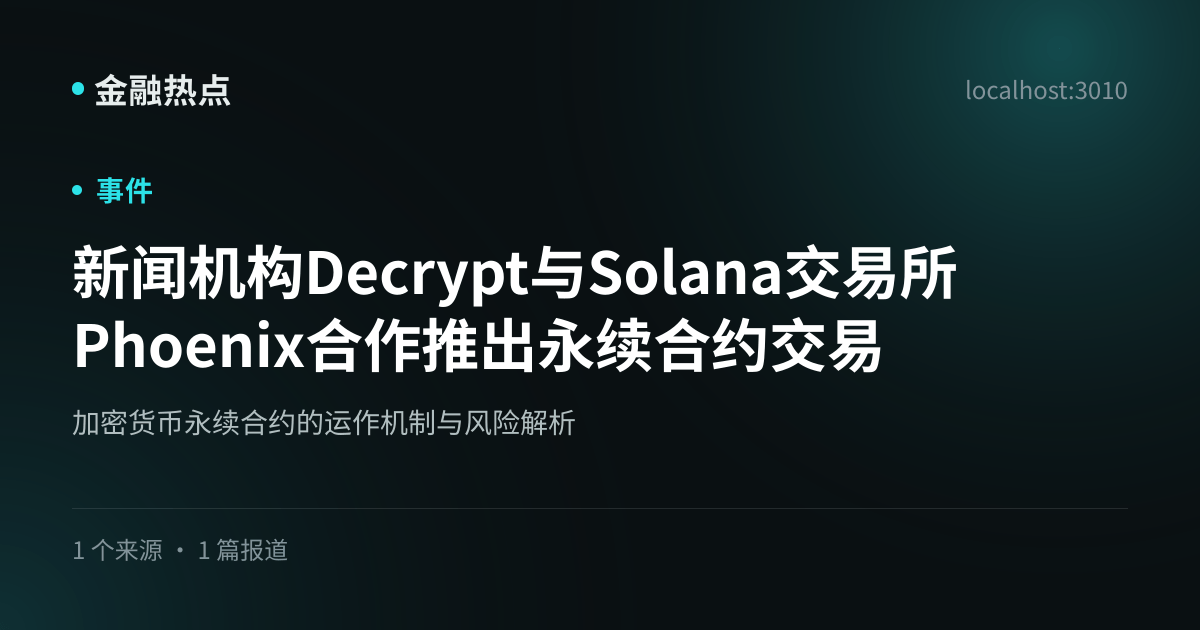 金融热点
localhost:3010
事件
新闻机构Decrypt与Solana交易所
Phoenix合作推出永续合约交易
加密货币永续合约的运作机制与风险解析
1 个来源 · 1 篇报道